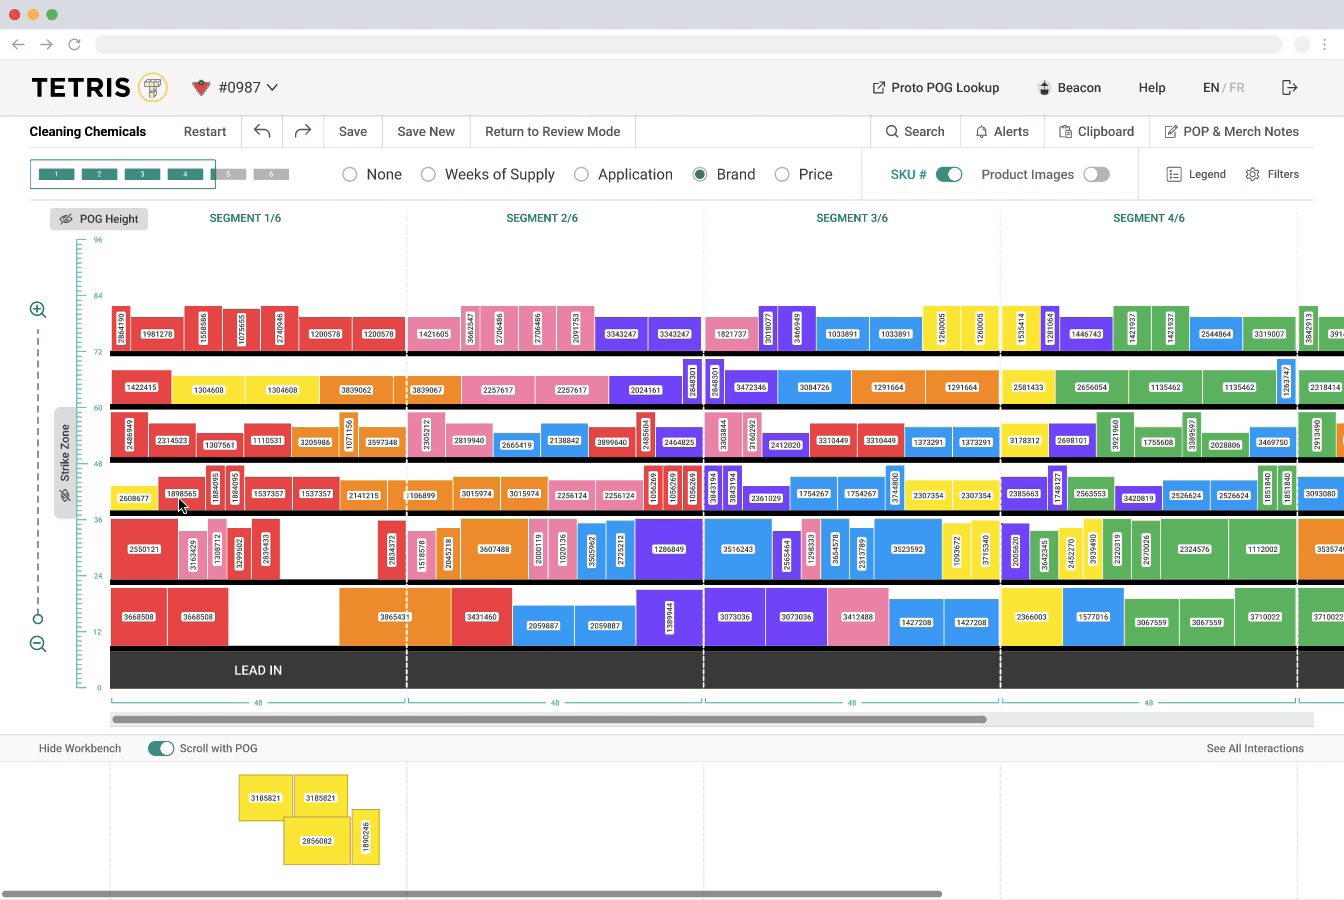 TETRIS
#0987
Proto POG Lookup
Beacon
Help
EN / FR
Cleaning Chemicals
Restart
Save
Save New
Return to Review Mode
Search
Alerts
Clipboard
POP & Merch Notes
1 2 3 4 5 6
None
Weeks of Supply
Application
Brand
Price
SKU #
Product Images
Legend
Filters
POG Height
SEGMENT 1/6
SEGMENT 2/6
SEGMENT 3/6
SEGMENT 4/6
96
84
72
60
48
36
24
12
0
Strike Zone
2864190 1981278 1558586 1075655 2740946 1200578 1200578 1421605 3662547 2706486 2706486 2091753 3343247 3343247 1821737 3018077 3456949 1033891 1033891 1260005 1260005 1535414 1281064 1446743 1421937 1421937 2544864 3319007 3842913 391
1422415 1304608 1304608 3839062 3839067 2257617 2257617 2024161 2848301 2848301 3472346 3084726 1291664 1291664 2581433 2656054 1135462 1135462 1263747 2318414
2486949 2314523 1307561 1110531 3205986 1071156 3597348 2305212 2819940 2665419 2138842 3899640 2485604 2464825 3303844 3160292 2412020 3310449 3310449 1373291 1373291 3178312 2698101 3921960 1755608 3389597 2028806 3469750 2913490
2608677 1898565 1884095 1884095 1537357 1537357 2141215 1106899 3015974 3015974 2256124 2256124 1056269 1056269 1056269 3843194 3843194 2361029 1754267 1754267 3744800 2307354 2307354 2385663 1748127 2563553 3420819 2526624 2526624 1851840 1851840 3093080
2550121 3163429 1308712 3299502 2839433 2834372 1518578 2045218 3607488 2000119 1020136 3505962 2725212 1286849 3516243 2565464 1298333 3654578 2313789 3523592 1093672 3715340 2005620 3642345 2452270 3939490 2320319 2970026 2324576 1112002 353574
3668508 3668508 3865431 3431460 2059887 2059887 1389944 3073036 3073036 3412488 1427208 1427208 2366003 1577016 3067559 3067559 3710022 3710022
LEAD IN
48 48 48 48
Hide Workbench
Scroll with POG
See All Interactions
3185821 3185821
2856082 1890246